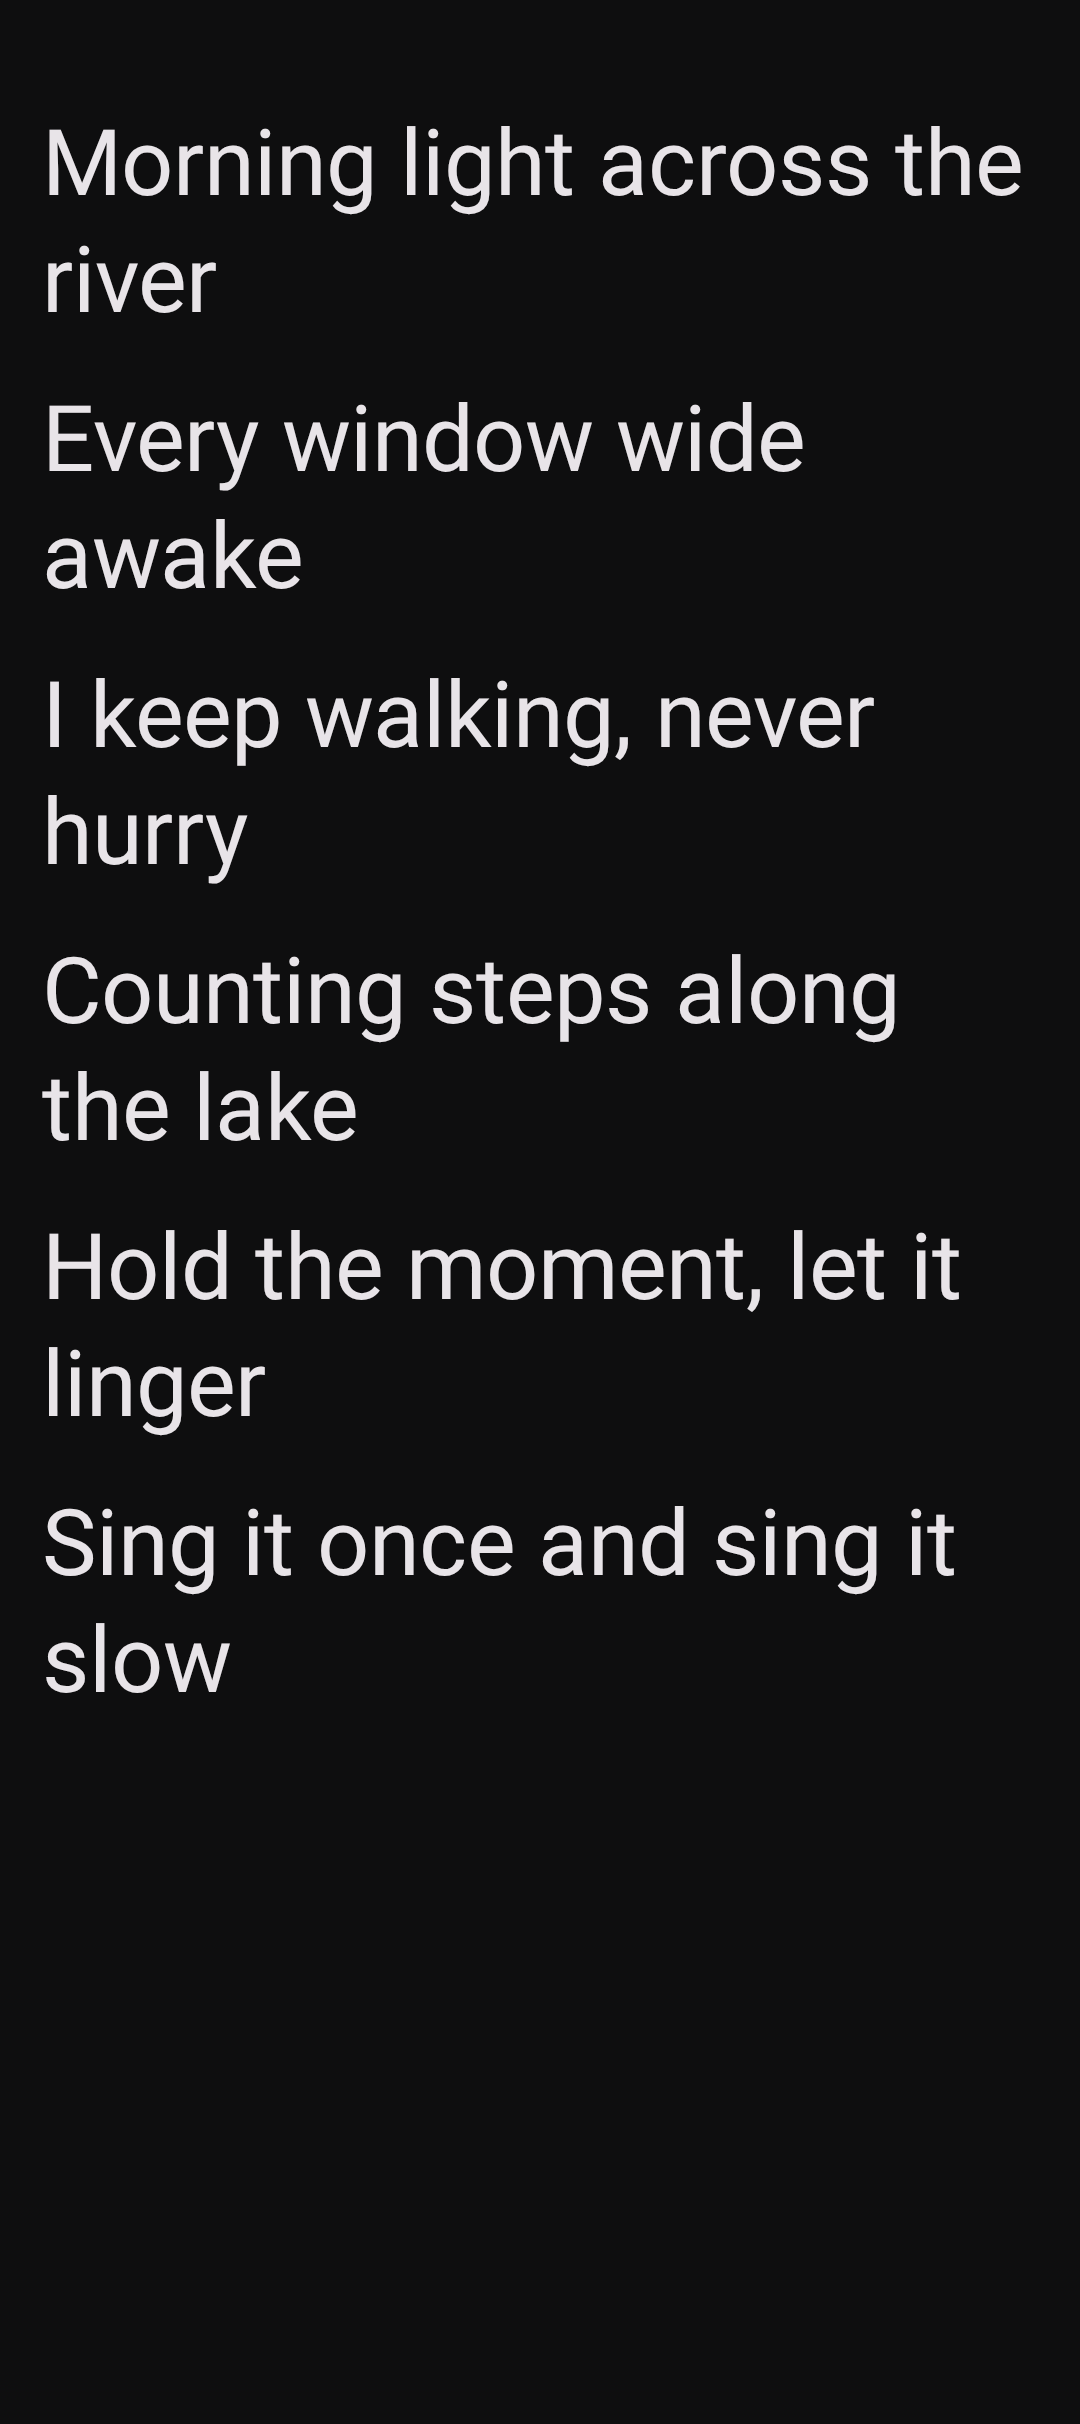 Morning light across the
river
Every window wide
awake
I keep walking, never
hurry
Counting steps along
the lake
Hold the moment, let it
linger
Sing it once and sing it
slow